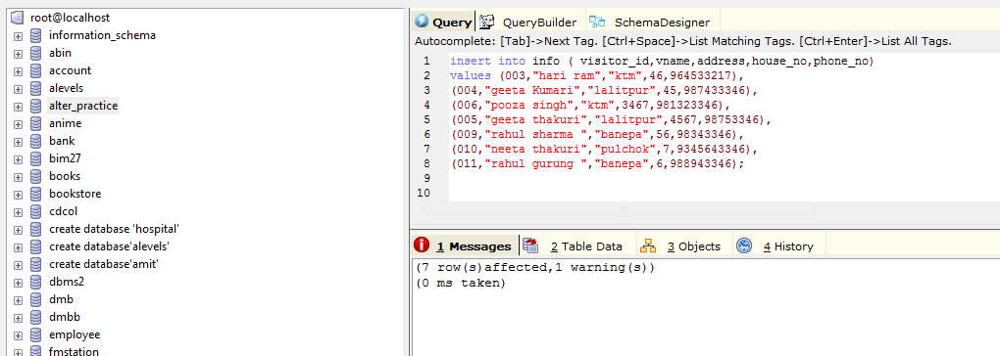 root@localhost
information_schema
abin
account
alevels
alter_practice
anime
bank
bim27
books
bookstore
cdcol
create database 'hospital'
create database'alevels'
create database'amit'
dbms2
dmb
dmbb
employee
fmstation
Query QueryBuilder SchemaDesigner
Autocomplete: [Tab]->Next Tag. [Ctrl+Space]->List Matching Tags. [Ctrl+Enter]->List All Tags.
1 insert into info ( visitor_id,vname,address,house_no,phone_no)
2 values (003,"hari ram","ktm",46,964533217),
3 (004,"geeta Kumari","lalitpur",45,987433346),
4 (006,"pooza singh","ktm",3467,981323346),
5 (005,"geeta thakuri","lalitpur",4567,98753346),
6 (009,"rahul sharma ","banepa",56,98343346),
7 (010,"neeta thakuri","pulchok",7,9345643346),
8 (011,"rahul gurung ","banepa",6,988943346);
9
10
1 Messages 2 Table Data 3 Objects 4 History
(7 row(s)affected,1 warning(s))
(0 ms taken)